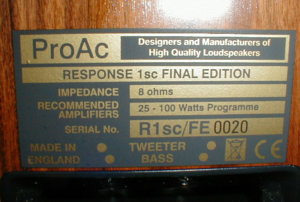 ProAc
Designers and Manufacturers of
High Quality Loudspeakers
RESPONSE 1sc FINAL EDITION
IMPEDANCE 8 ohms
RECOMMENDED
AMPLIFIERS 25 - 100 Watts Programme
SERIAL No. R1sc/FE 0020
MADE IN
ENGLAND
TWEETER
BASS
CE